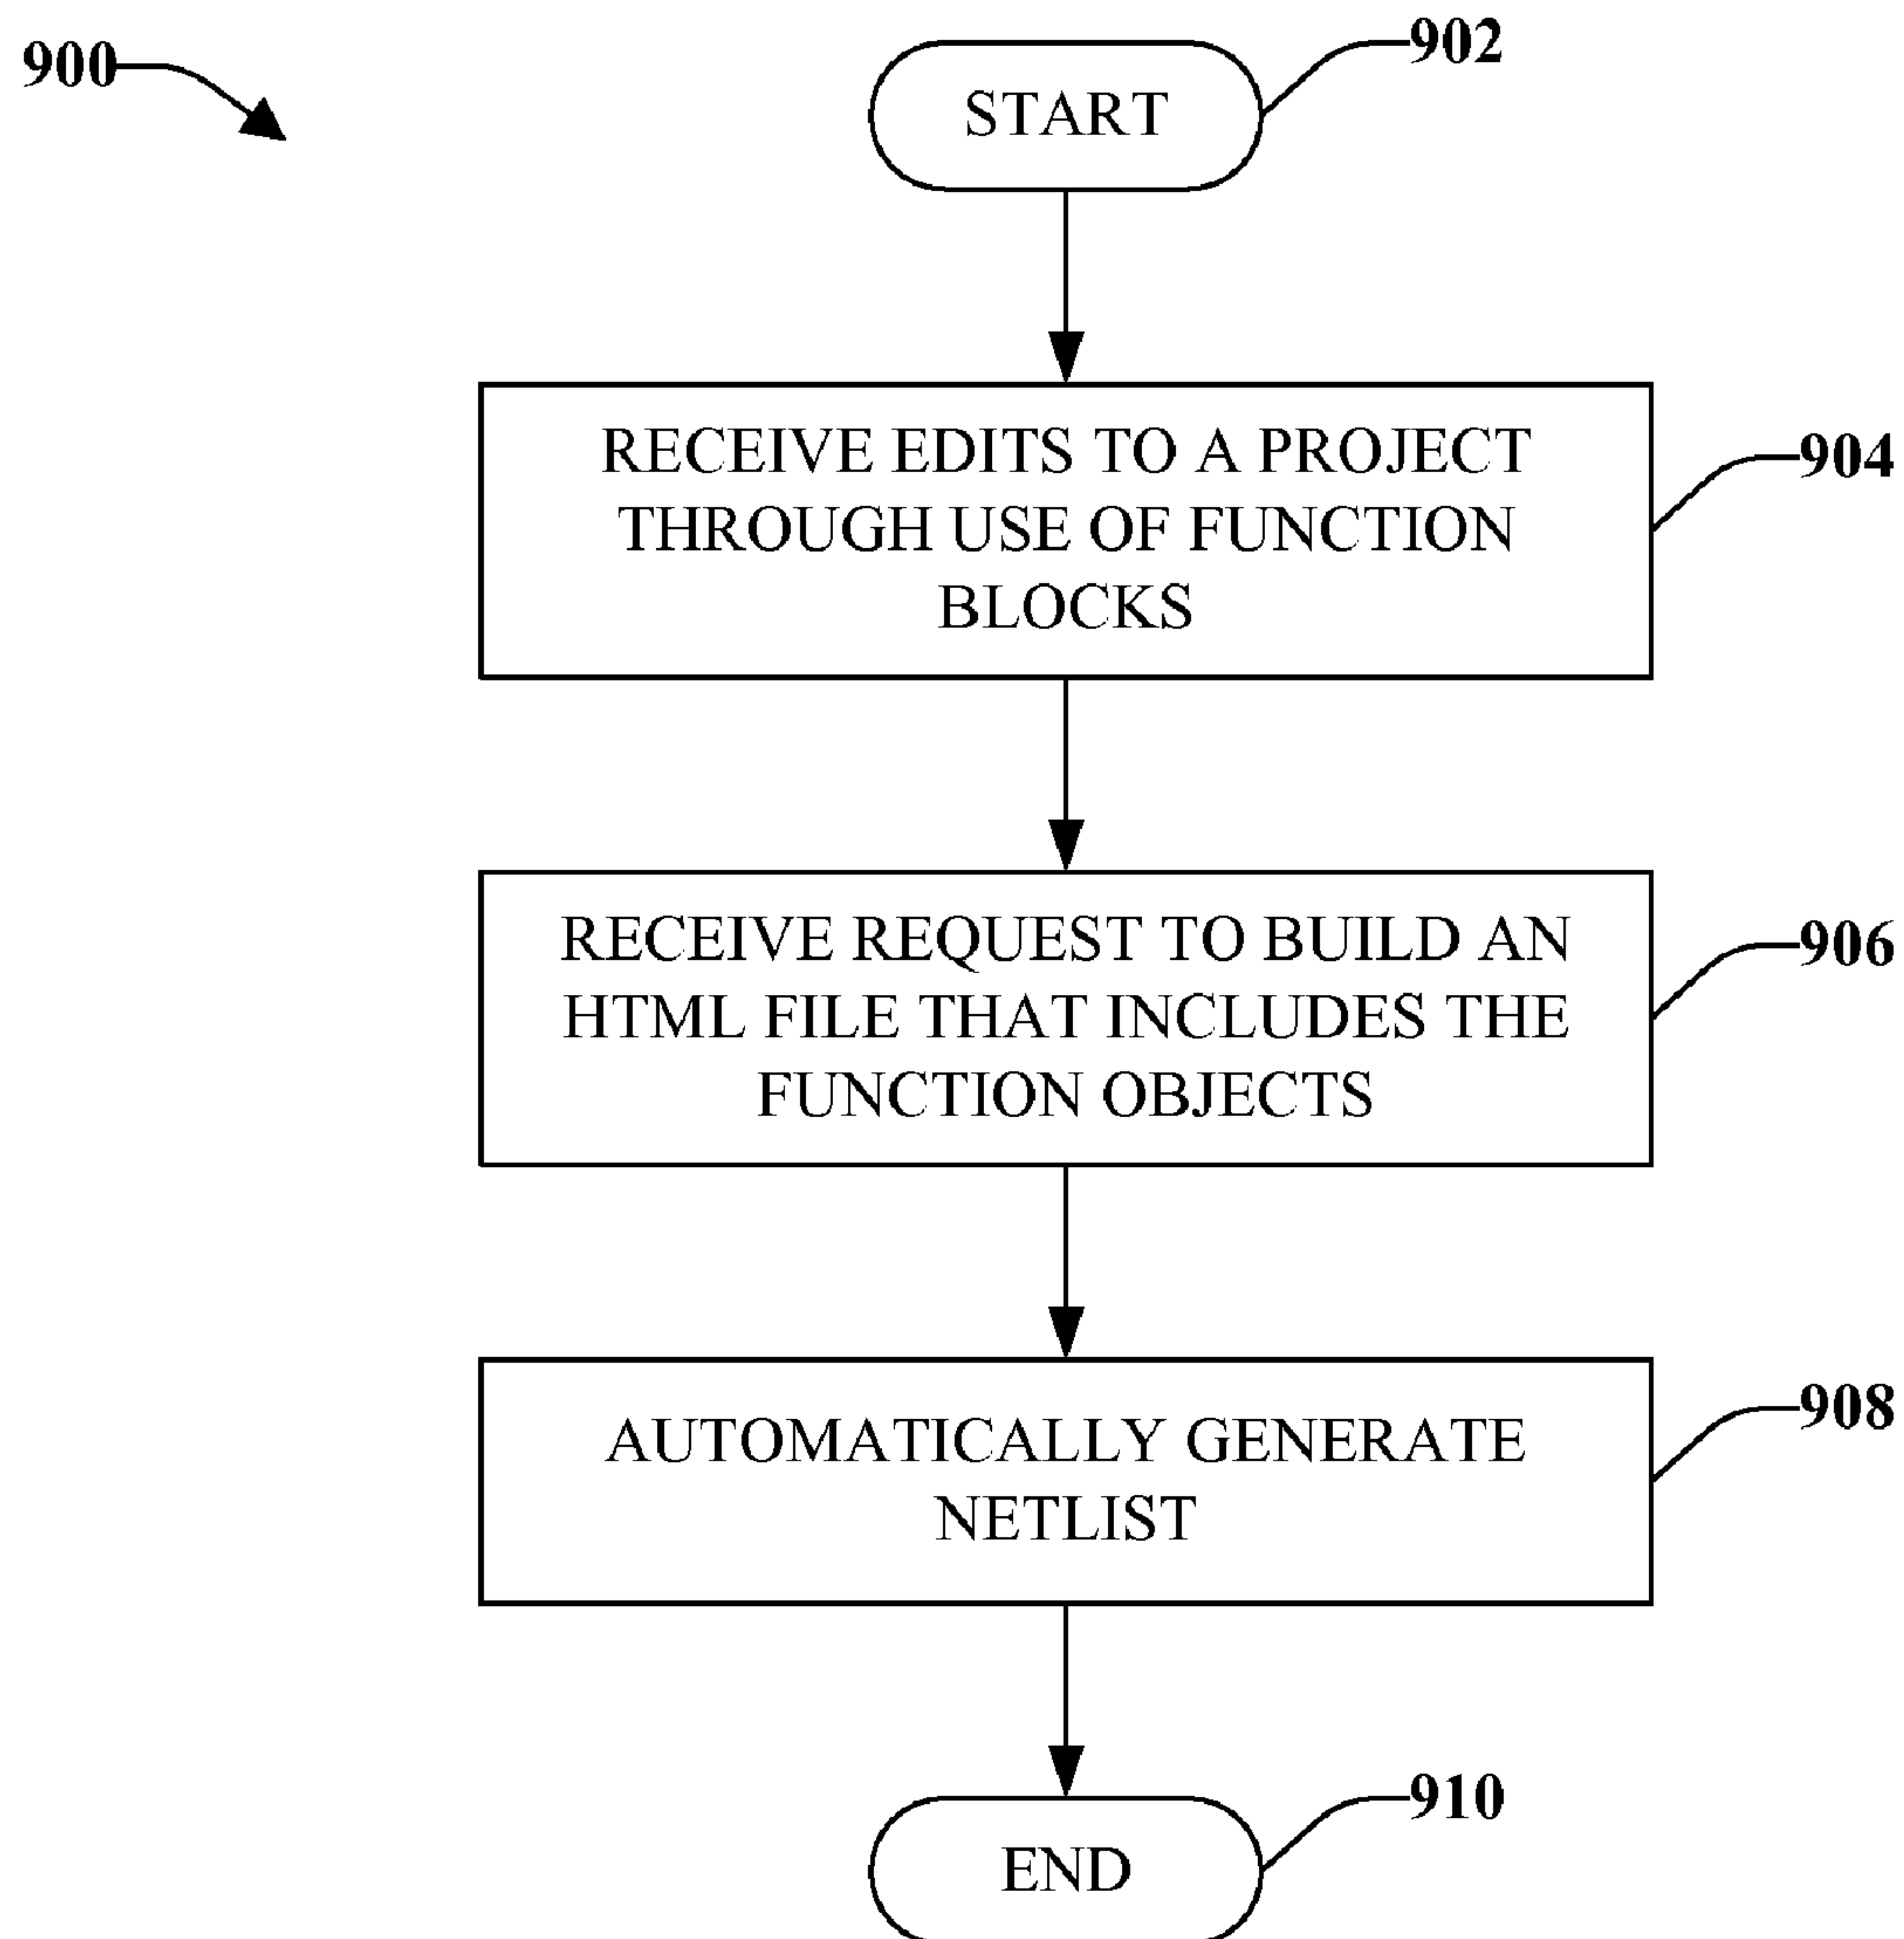 900
902
START
RECEIVE EDITS TO A PROJECT
THROUGH USE OF FUNCTION
BLOCKS
904
RECEIVE REQUEST TO BUILD AN
HTML FILE THAT INCLUDES THE
FUNCTION OBJECTS
906
AUTOMATICALLY GENERATE
NETLIST
908
910
END